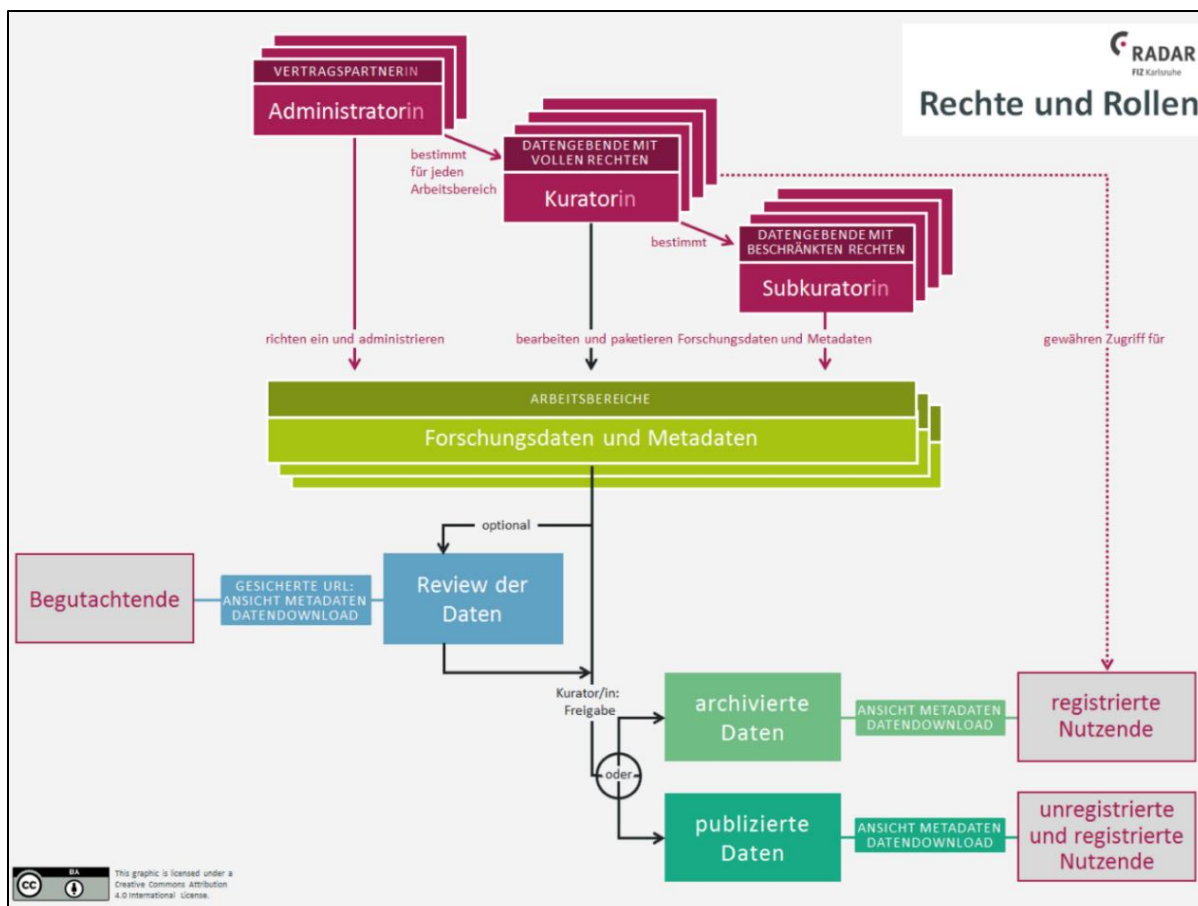 RADAR
FIZ Karlsruhe
Rechte und Rollen
VERTRAGSPARTNERIN
Administratorin
bestimmt
für jeden
Arbeitsbereich
DATENGEBENDE MIT
VOLLEN RECHTEN
Kuratorin
bestimmt
DATENGEBENDE MIT
BESCHRÄNKTEN RECHTEN
Subkuratorin
richten ein und administrieren
bearbeiten und paketieren Forschungsdaten und Metadaten
gewähren Zugriff für
ARBEITSBEREICHE
Forschungsdaten und Metadaten
optional
Begutachtende
GESICHERTE URL:
ANSICHT METADATEN
DATENDOWNLOAD
Review der
Daten
Kurator/in:
Freigabe
oder
archivierte
Daten
ANSICHT METADATEN
DATENDOWNLOAD
registrierte
Nutzende
publizierte
Daten
ANSICHT METADATEN
DATENDOWNLOAD
unregistrierte
und registrierte
Nutzende
cc
BA
This graphic is licensed under a
Creative Commons Attribution
4.0 International License.